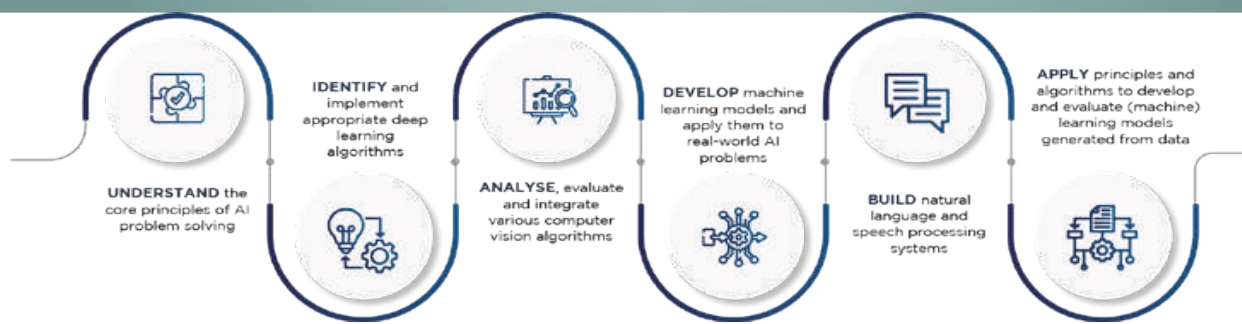 UNDERSTAND the
core principles of AI
problem solving
IDENTIFY and
implement
appropriate deep
learning
algorithms
ANALYSE, evaluate
and integrate
various computer
vision algorithms
DEVELOP machine
learning models and
apply them to
real-world AI
problems
BUILD natural
language and
speech processing
systems
APPLY principles and
algorithms to develop
and evaluate (machine)
learning models
generated from data